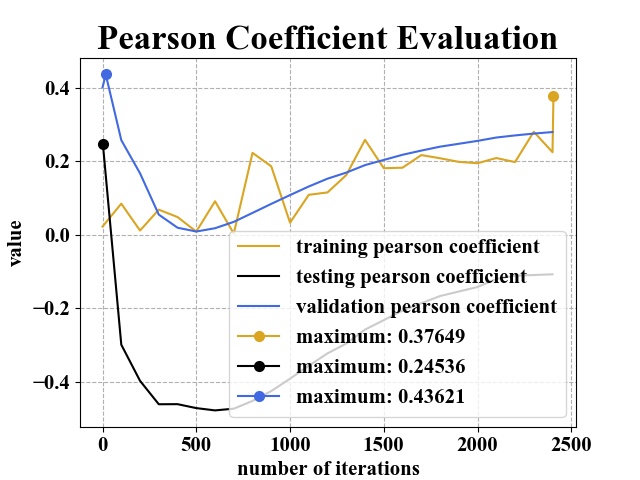 Pearson Coefficient Evaluation
value
0.4
0.2
0.0
−0.2
−0.4
training pearson coefficient
testing pearson coefficient
validation pearson coefficient
maximum: 0.37649
maximum: 0.24536
maximum: 0.43621
0 500 1000 1500 2000 2500
number of iterations